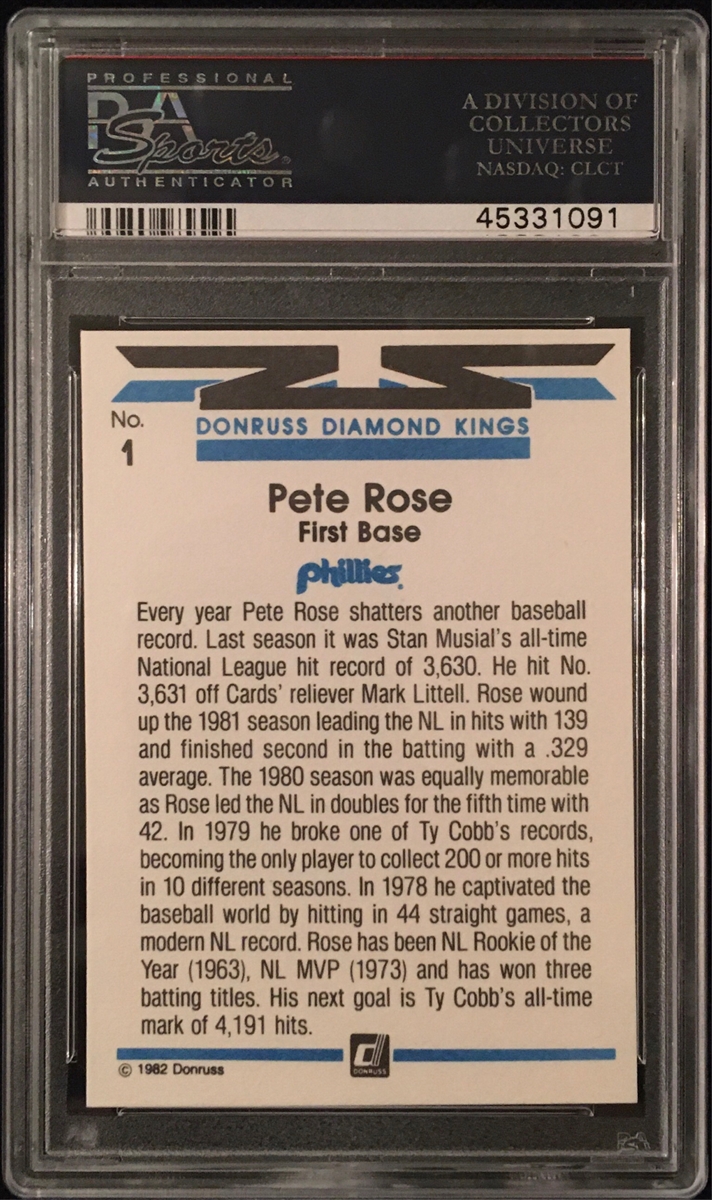 PROFESSIONAL
PSA
Sports®
AUTHENTICATOR
A DIVISION OF
COLLECTORS
UNIVERSE
NASDAQ: CLCT
45331091
No.
1
DONRUSS DIAMOND KINGS
Pete Rose
First Base
phillies®
Every year Pete Rose shatters another baseball
record. Last season it was Stan Musial's all-time
National League hit record of 3,630. He hit No.
3,631 off Cards' reliever Mark Littell. Rose wound
up the 1981 season leading the NL in hits with 139
and finished second in the batting with a .329
average. The 1980 season was equally memorable
as Rose led the NL in doubles for the fifth time with
42. In 1979 he broke one of Ty Cobb's records,
becoming the only player to collect 200 or more hits
in 10 different seasons. In 1978 he captivated the
baseball world by hitting in 44 straight games, a
modern NL record. Rose has been NL Rookie of the
Year (1963), NL MVP (1973) and has won three
batting titles. His next goal is Ty Cobb's all-time
mark of 4,191 hits.
DONRUSS
© 1982 Donruss
PSA